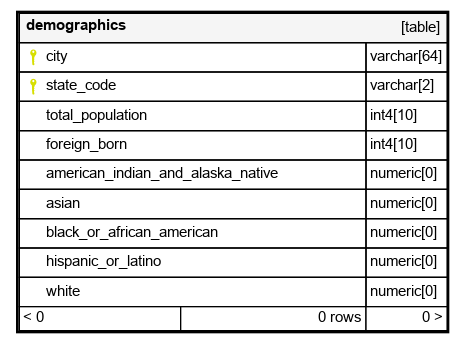 demographics [table]
city varchar[64]
state_code varchar[2]
total_population int4[10]
foreign_born int4[10]
american_indian_and_alaska_native numeric[0]
asian numeric[0]
black_or_african_american numeric[0]
hispanic_or_latino numeric[0]
white numeric[0]
< 0 0 rows 0 >